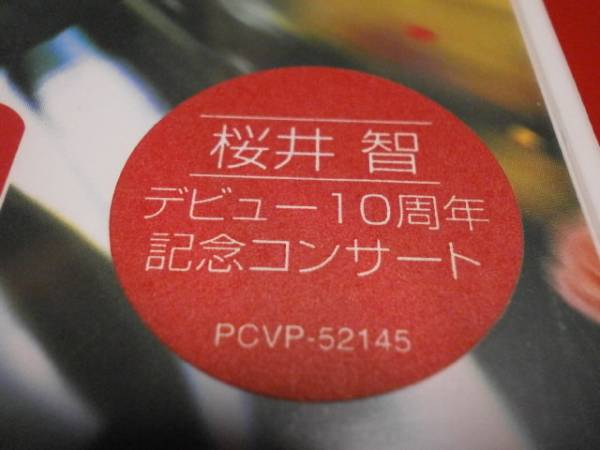 桜井 智
デビュー10周年
記念コンサート
PCVP-52145